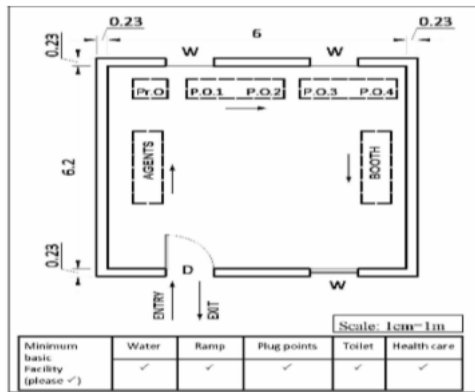 0.23
6
0.23
0.23
W
W
Pr.O
P.O.1
P.O.2
P.O.3
P.O.4
AGENTS
BOOTH
6.2
0.23
D
W
ENTRY
EXIT
Scale: 1cm=1m
Minimum basic Facility (please ✓)
Water
Ramp
Plug points
Toilet
Health care
✓
✓
✓
✓
✓